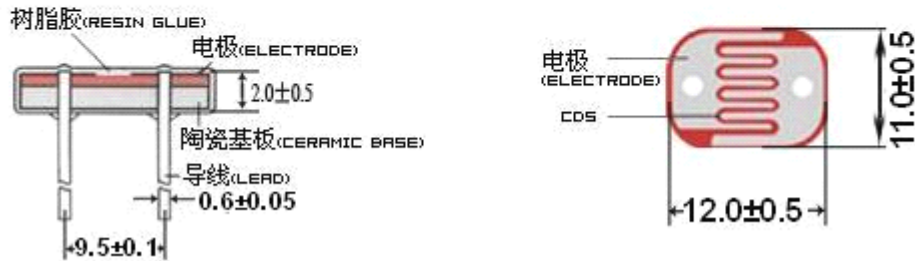 树脂胶(RESIN GLUE)
电极(ELECTRODE)
2.0±0.5
陶瓷基板(CERAMIC BASE)
导线(LEAD)
0.6±0.05
9.5±0.1
电极
(ELECTRODE)
CDS
11.0±0.5
12.0±0.5